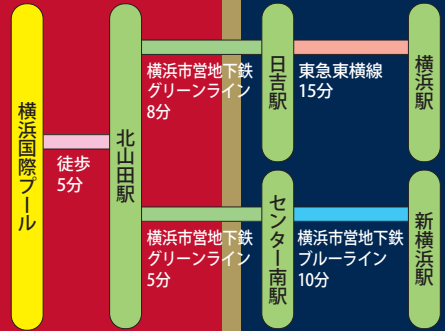 横浜国際プール
徒歩
5分
北山田駅
横浜市営地下鉄
グリーンライン
8分
日吉駅
東急東横線
15分
横浜駅
横浜市営地下鉄
グリーンライン
5分
センター南駅
横浜市営地下鉄
ブルーライン
10分
新横浜駅